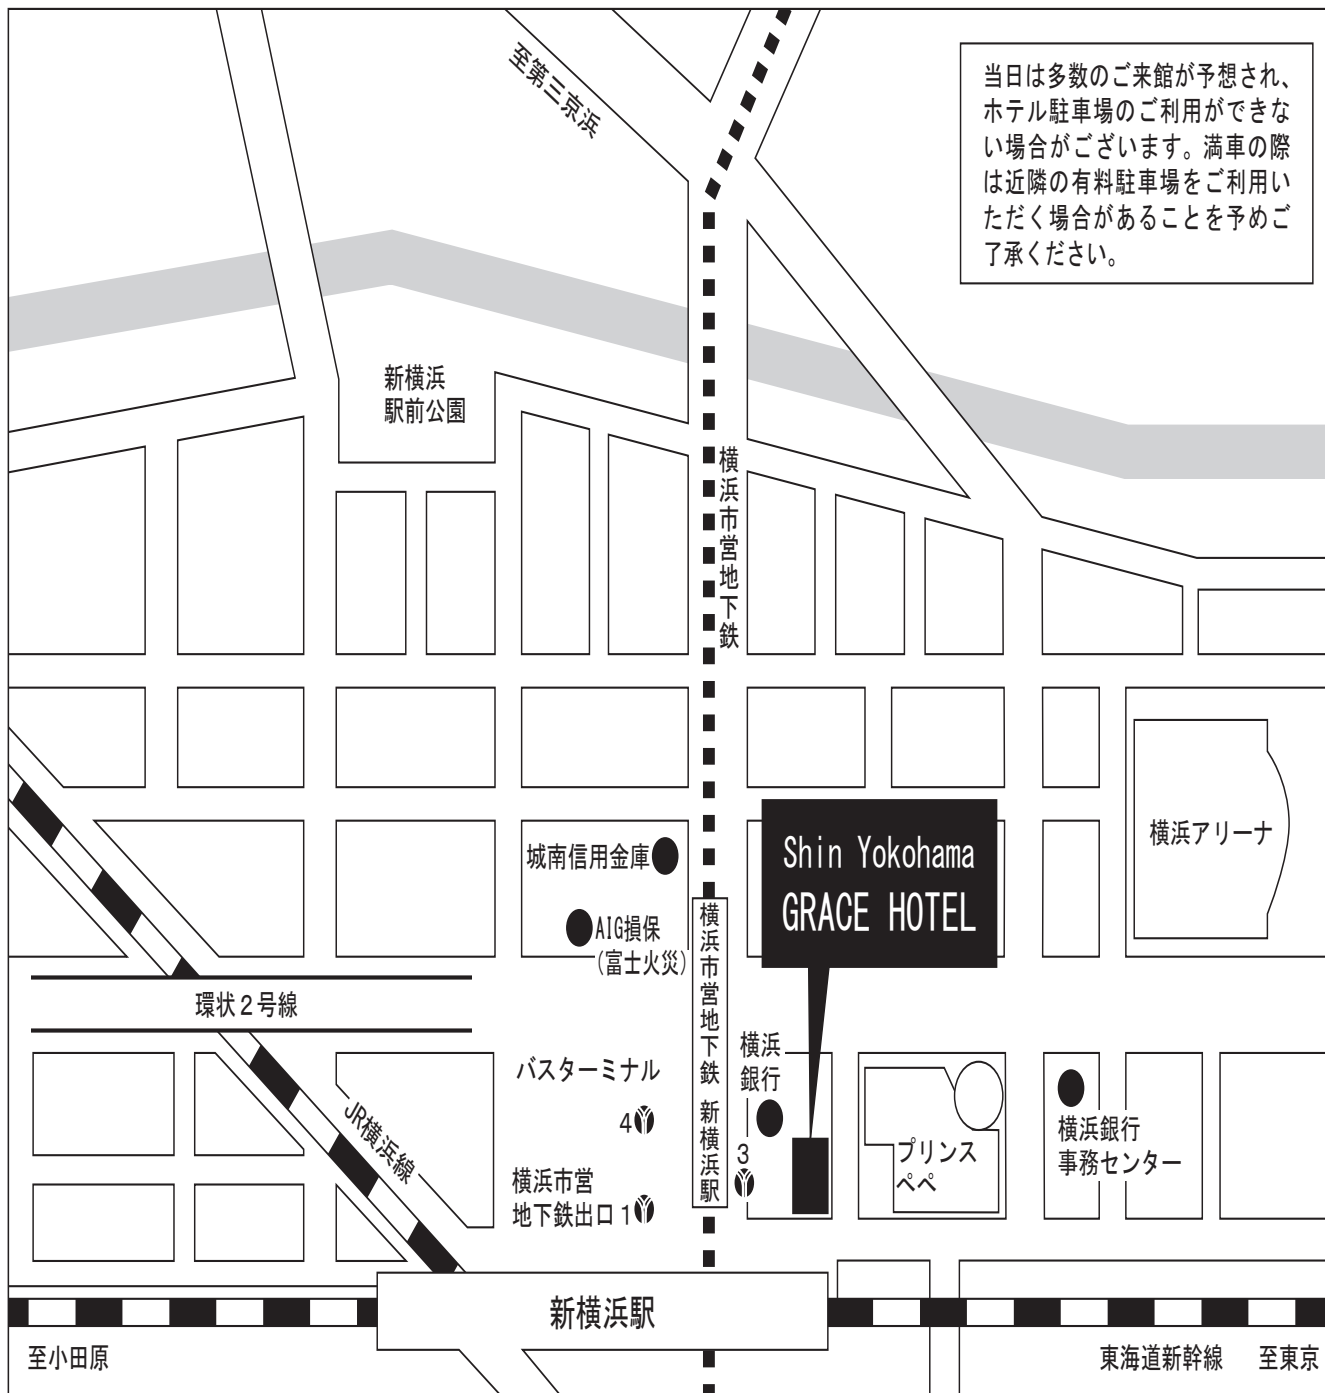 至第三京浜
当日は多数のご来館が予想され、
ホテル駐車場のご利用ができな
い場合がございます。満車の際
は近隣の有料駐車場をご利用い
ただく場合があることを予めご
了承ください。
新横浜
駅前公園
横浜市営地下鉄
横浜アリーナ
城南信用金庫
AIG損保
(富士火災)
Shin Yokohama
GRACE HOTEL
横浜市営地下鉄 新横浜駅
環状2号線
JR横浜線
バスターミナル
4
横浜市営
地下鉄出口 1
横浜
銀行
3
プリンス
ペペ
横浜銀行
事務センター
新横浜駅
至小田原
東海道新幹線 至東京